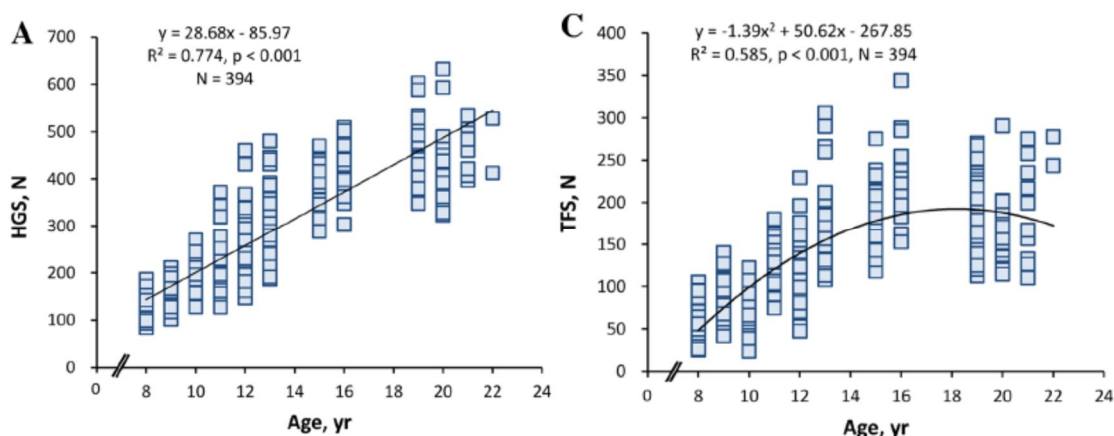 A
y = 28.68x - 85.97
R² = 0.774, p < 0.001
N = 394
700
600
500
400
300
200
100
0
HGS, N
0 8 10 12 14 16 18 20 22 24
Age, yr
C
y = -1.39x² + 50.62x - 267.85
R² = 0.585, p < 0.001, N = 394
400
350
300
250
200
150
100
50
0
TFS, N
0 8 10 12 14 16 18 20 22 24
Age, yr